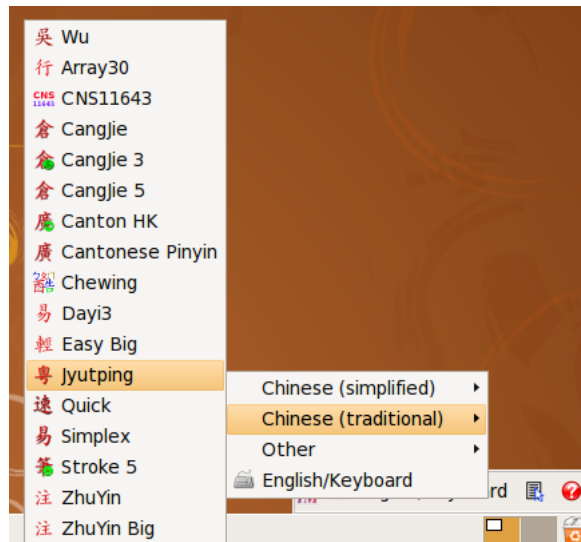 吳 Wu
行 Array30
CNS 11643 CNS11643
倉 CangJie
倉 CangJie 3
倉 CangJie 5
廣 Canton HK
廣 Cantonese Pinyin
酷 Chewing
易 Dayi3
輕 Easy Big
粵 Jyutping
速 Quick
易 Simplex
筆 Stroke 5
注 ZhuYin
注 ZhuYin Big
Chinese (simplified)
Chinese (traditional)
Other
English/Keyboard
rd